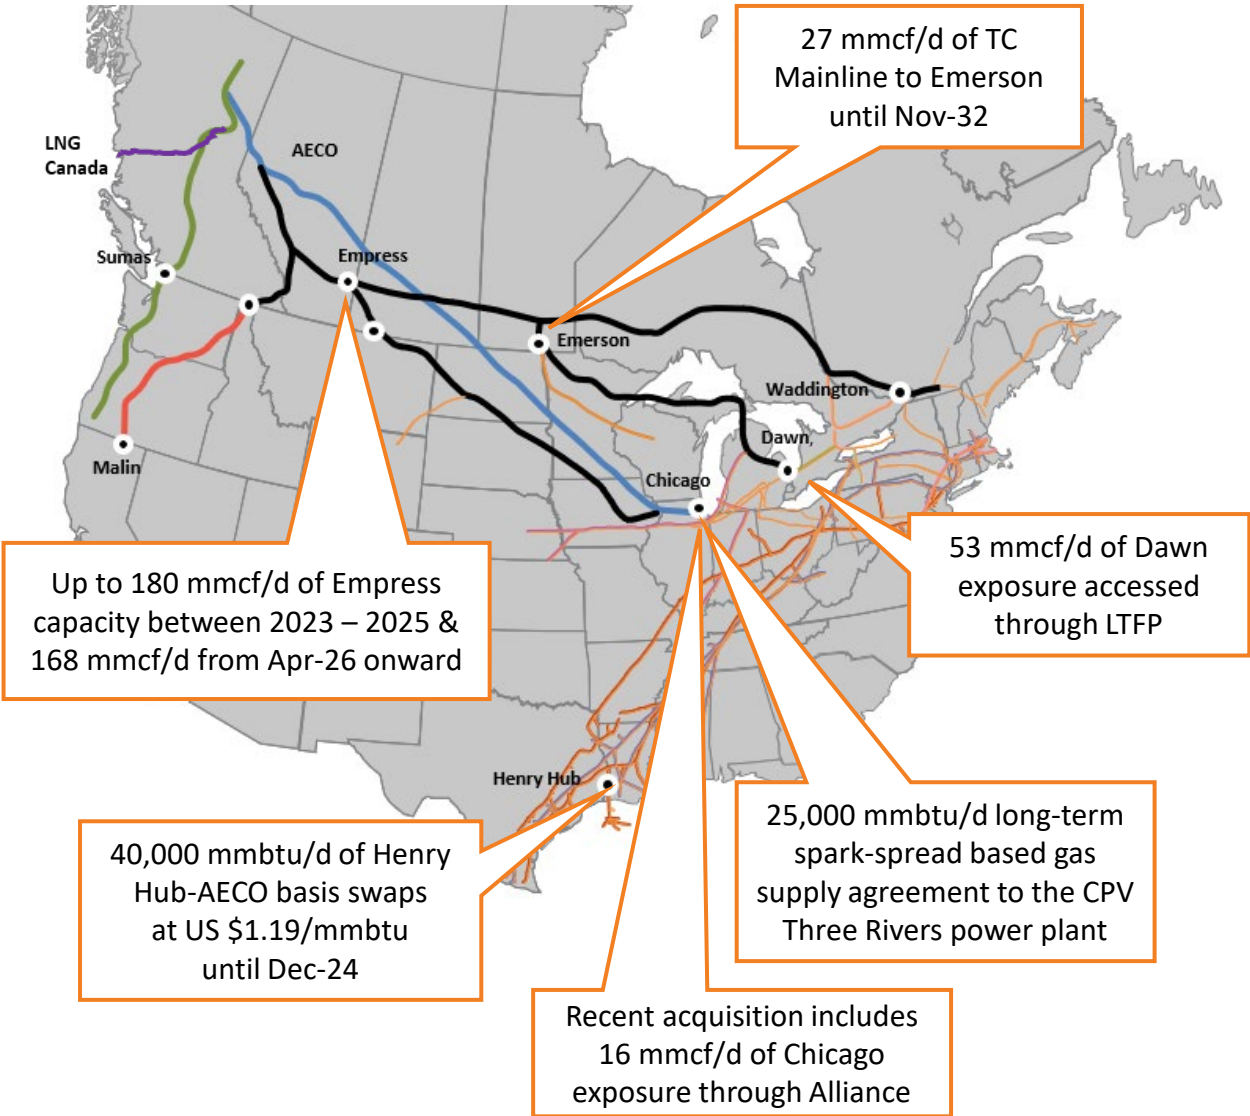 27 mmcf/d of TC
Mainline to Emerson
until Nov-32
LNG
Canada
AECO
Sumas
Empress
Emerson
Waddington
Malin
Dawn,
Chicago
Up to 180 mmcf/d of Empress
capacity between 2023 – 2025 &
168 mmcf/d from Apr-26 onward
53 mmcf/d of Dawn
exposure accessed
through LTFP
Henry Hub
40,000 mmbtu/d of Henry
Hub-AECO basis swaps
at US $1.19/mmbtu
until Dec-24
25,000 mmbtu/d long-term
spark-spread based gas
supply agreement to the CPV
Three Rivers power plant
Recent acquisition includes
16 mmcf/d of Chicago
exposure through Alliance